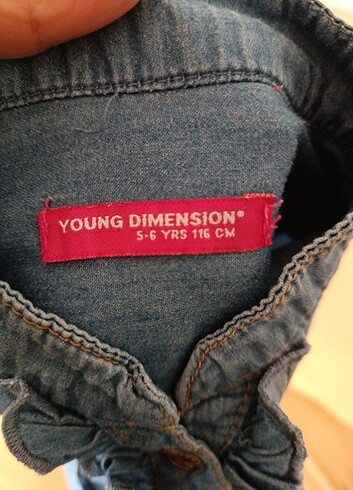 YOUNG DIMENSION®
5-6 YRS 116 CM